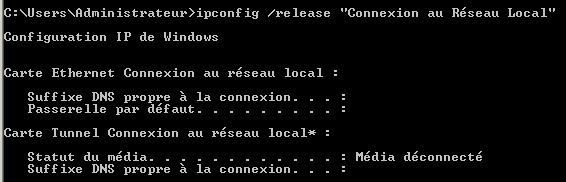 C:\Users\Administrateur>ipconfig /release "Connexion au Réseau Local"
Configuration IP de Windows
Carte Ethernet Connexion au réseau local :
Suffixe DNS propre à la connexion. . . :
Passerelle par défaut. . . . . . . . . :
Carte Tunnel Connexion au réseau local* :
Statut du média. . . . . . . . . . . . : Média déconnecté
Suffixe DNS propre à la connexion. . . :